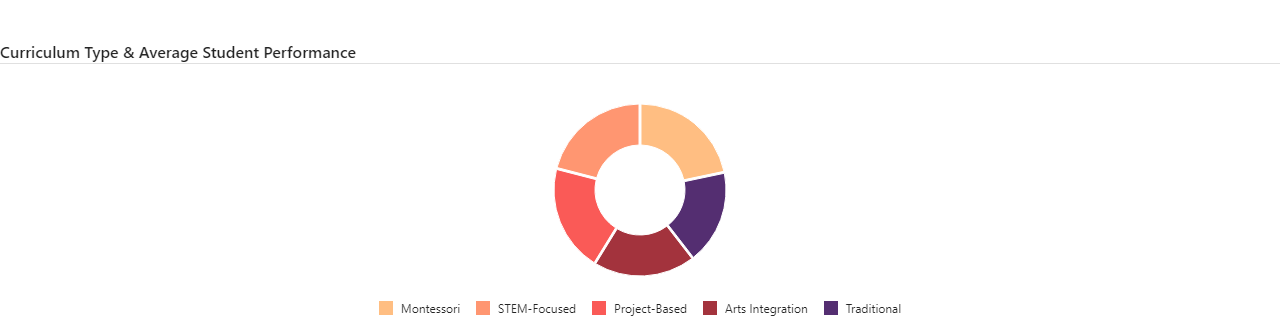 Curriculum Type & Average Student Performance
Montessori STEM-Focused Project-Based Arts Integration Traditional